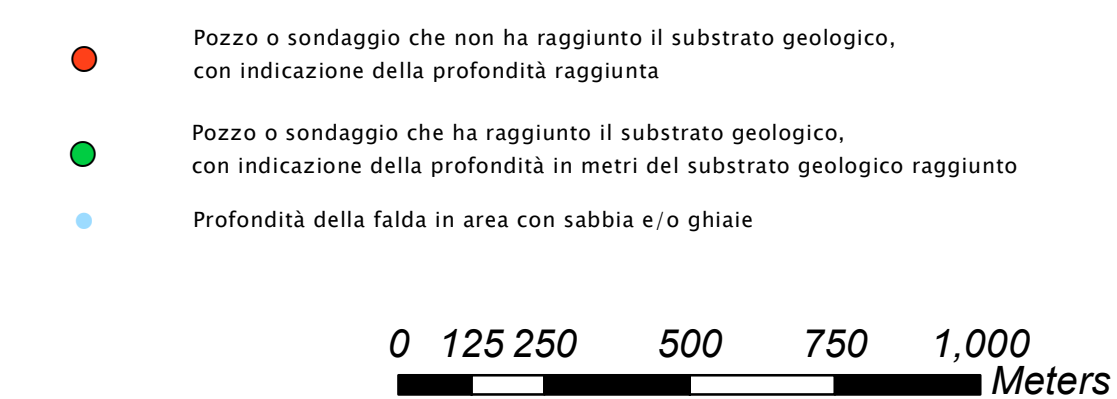 Pozzo o sondaggio che non ha raggiunto il substrato geologico,
con indicazione della profondità raggiunta
Pozzo o sondaggio che ha raggiunto il substrato geologico,
con indicazione della profondità in metri del substrato geologico raggiunto
Profondità della falda in area con sabbia e/o ghiaie
0 125 250 500 750 1,000
Meters